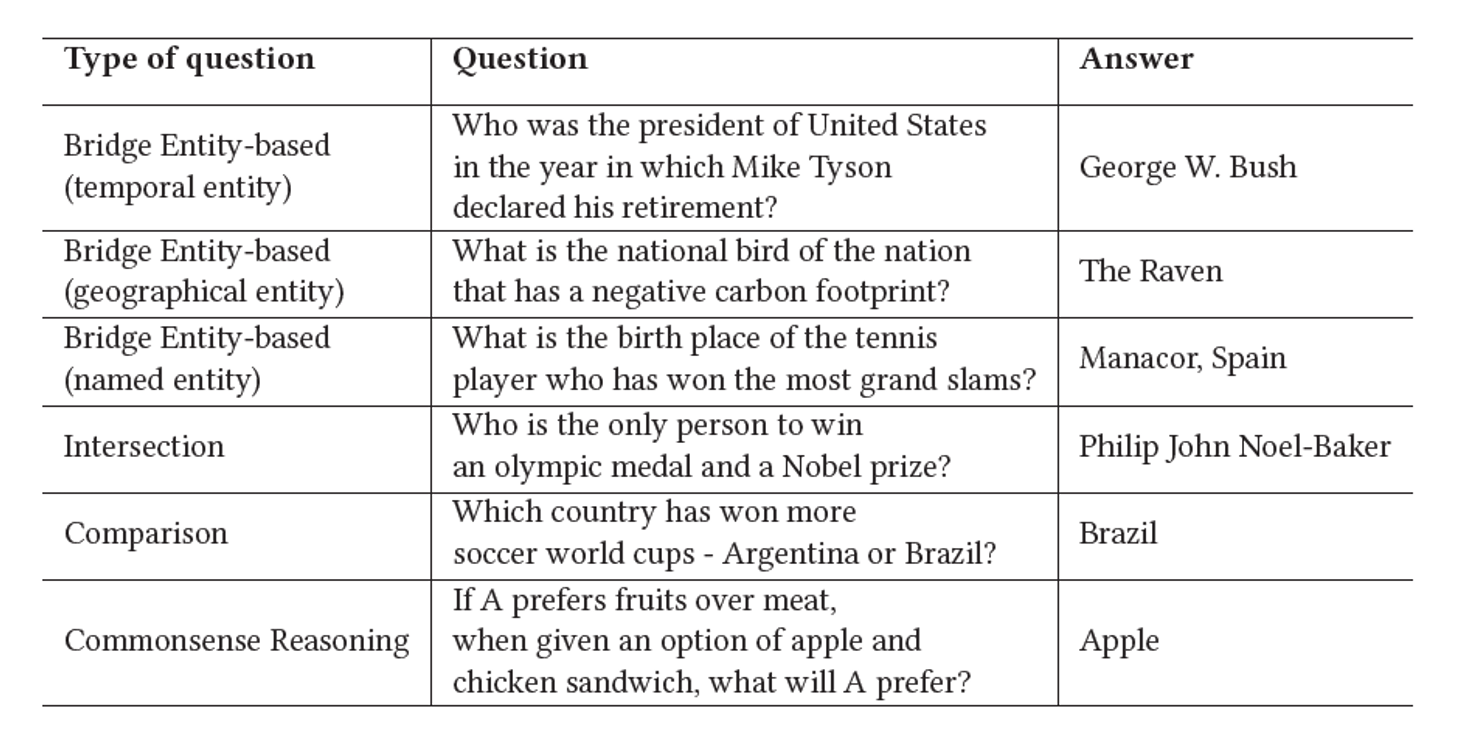 Type of question
Question
Answer
Bridge Entity-based
(temporal entity)
Who was the president of United States
in the year in which Mike Tyson
declared his retirement?
George W. Bush
Bridge Entity-based
(geographical entity)
What is the national bird of the nation
that has a negative carbon footprint?
The Raven
Bridge Entity-based
(named entity)
What is the birth place of the tennis
player who has won the most grand slams?
Manacor, Spain
Intersection
Who is the only person to win
an olympic medal and a Nobel prize?
Philip John Noel-Baker
Comparison
Which country has won more
soccer world cups - Argentina or Brazil?
Brazil
Commonsense Reasoning
If A prefers fruits over meat,
when given an option of apple and
chicken sandwich, what will A prefer?
Apple